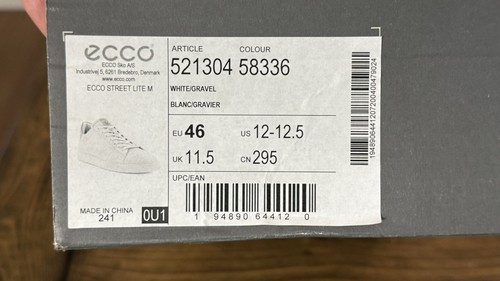 ecco
ECCO Sko A/S
Industrivej 5, 6261 Bredebro, Denmark
www.ecco.com
ECCO STREET LITE M
MADE IN CHINA
241
0U1
ARTICLE COLOUR
521304 58336
WHITE/GRAVEL
BLANC/GRAVIER
EU 46 US 12-12.5
UK 11.5 CN 295
UPC/EAN
1 94890 64412 0